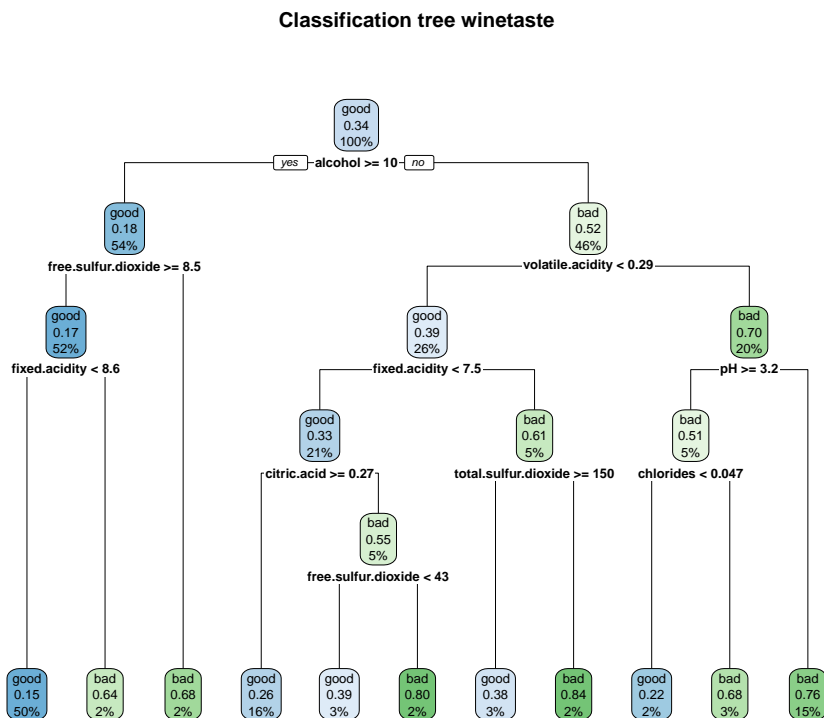 Classification tree winetaste
good
0.34
100%
yes alcohol >= 10 no
good
0.18
54%
free.sulfur.dioxide >= 8.5
bad
0.52
46%
volatile.acidity < 0.29
good
0.17
52%
fixed.acidity < 8.6
good
0.39
26%
fixed.acidity < 7.5
bad
0.70
20%
pH >= 3.2
good
0.33
21%
citric.acid >= 0.27
bad
0.61
5%
total.sulfur.dioxide >= 150
bad
0.51
5%
chlorides < 0.047
bad
0.55
5%
free.sulfur.dioxide < 43
good
0.15
50%
bad
0.64
2%
bad
0.68
2%
good
0.26
16%
good
0.39
3%
bad
0.80
2%
good
0.38
3%
bad
0.84
2%
good
0.22
2%
bad
0.68
3%
bad
0.76
15%